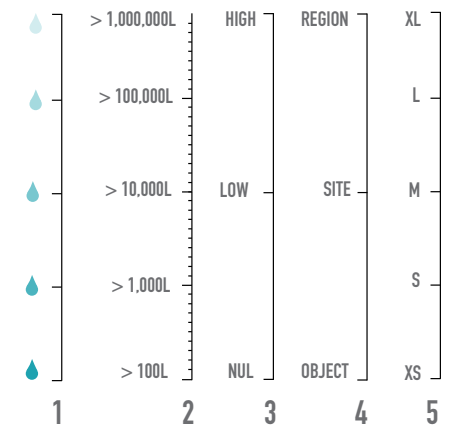 > 1,000,000L HIGH REGION XL
> 100,000L L
> 10,000L LOW SITE M
> 1,000L S
> 100L NUL OBJECT XS
1 2 3 4 5